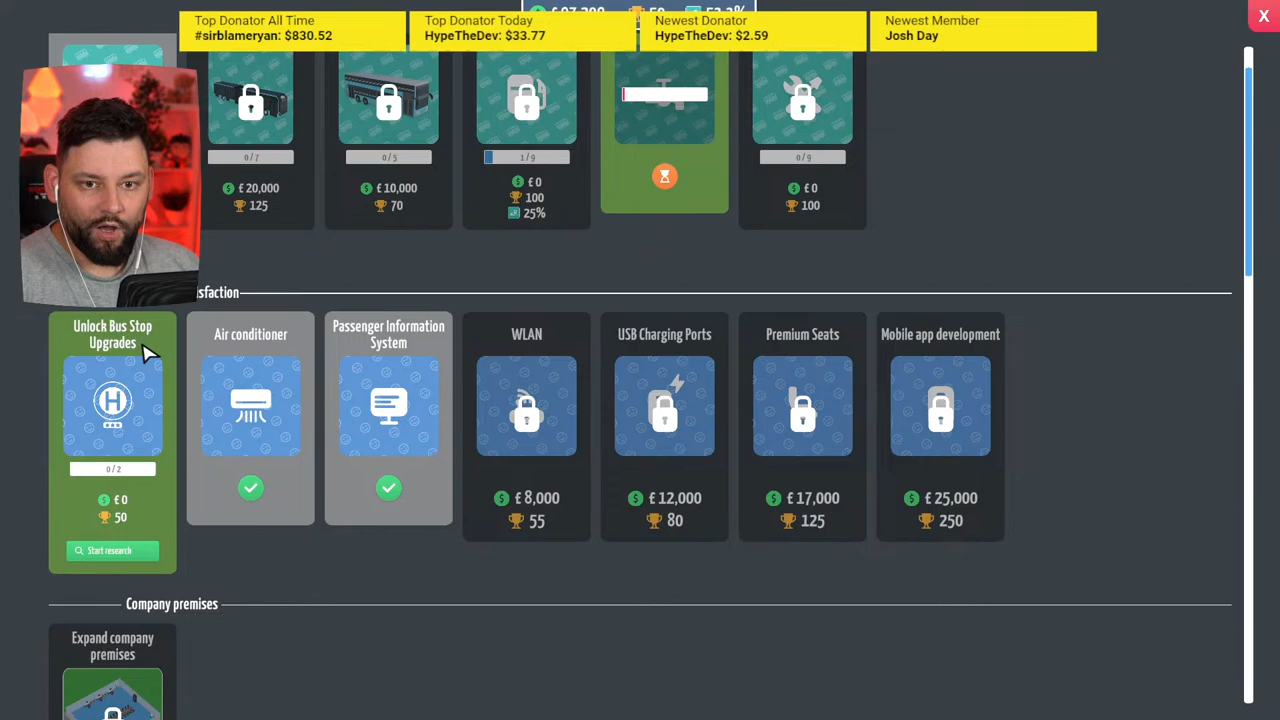 Top Donator All Time
#sirblameryan: $830.52
Top Donator Today
HypeTheDev: $33.77
Newest Donator
HypeTheDev: $2.59
Newest Member
Josh Day
X
0/7
0/5
1/9
0/9
£ 20,000
125
£ 10,000
70
£ 0
100
25%
£ 0
100
sfaction
Unlock Bus Stop
Upgrades
H
0/2
£ 0
50
Start research
Air conditioner
Passenger Information
System
WLAN
£ 8,000
55
USB Charging Ports
£ 12,000
80
Premium Seats
£ 17,000
125
Mobile app development
£ 25,000
250
Company premises
Expand company
premises